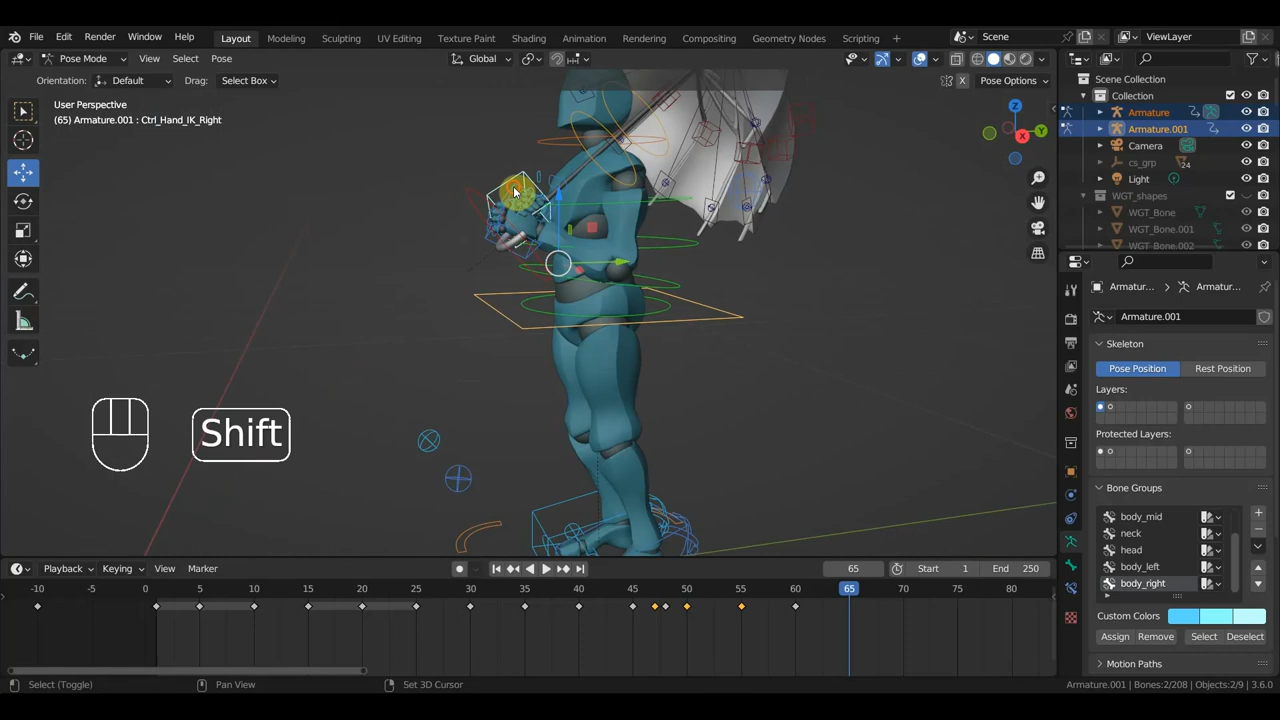 File Edit Render Window Help Layout Modeling Sculpting UV Editing Texture Paint Shading Animation Rendering Compositing Geometry Nodes Scripting + Scene ViewLayer
Pose Mode View Select Pose Global
Orientation: Default Drag: Select Box X Pose Options
Scene Collection
Collection
User Perspective
(65) Armature.001 : Ctrl_Hand_IK_Right
Armature
Armature.001
Camera
cs_grp 24
Light
WGT_shapes
WGT_Bone
WGT_Bone.001
WGT_Bone.002
Z
Y
X
Armatur... Armatur...
Armature.001
Skeleton
Pose Position Rest Position
Layers:
Protected Layers:
Bone Groups
body_mid
neck
head
body_left
body_right
Custom Colors
Assign Remove Select Deselect
Motion Paths
Shift
Playback Keying View Marker 65 Start 1 End 250
-10 0 5 10 15 20 25 30 35 40 45 50 55 60 65 70 75 80
Select (Toggle) Pan View Set 3D Cursor Armature.001 | Bones:2/208 | Objects:2/9 | 3.6.0